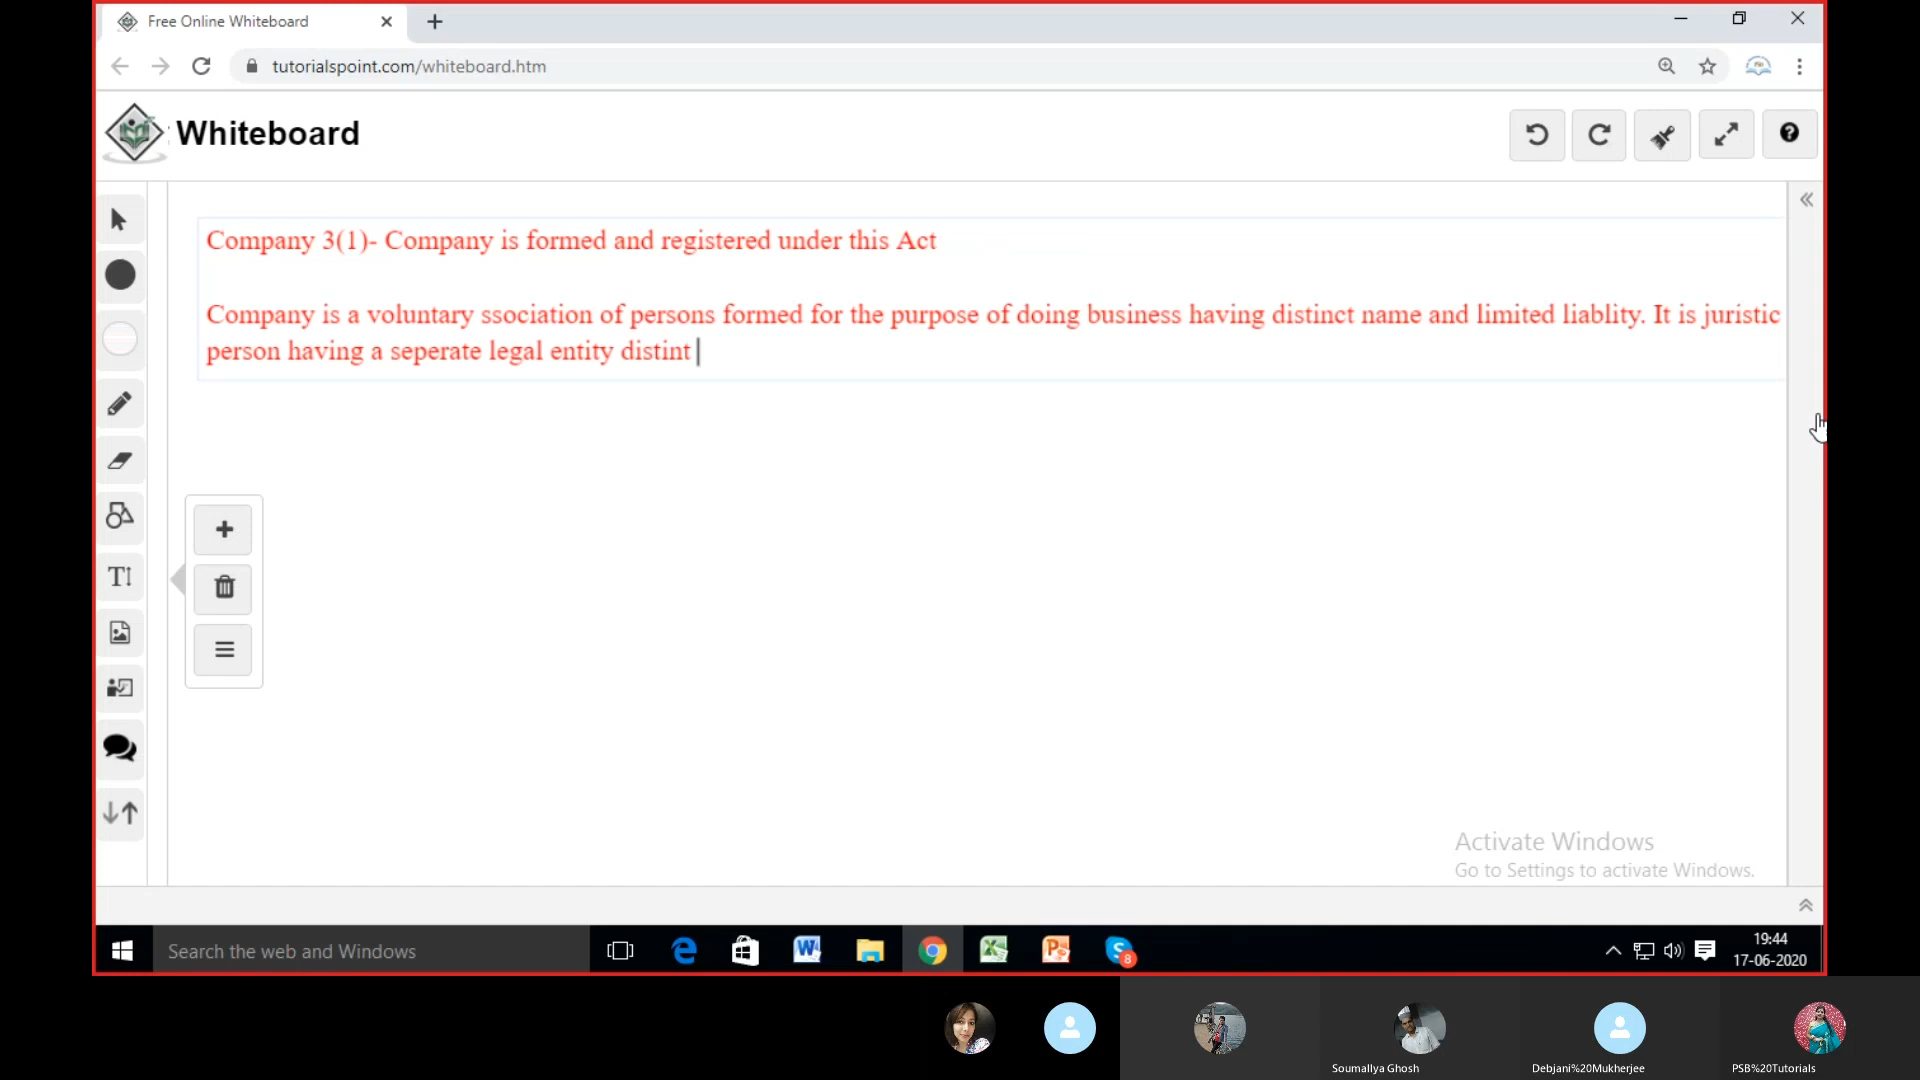 Free Online Whiteboard
tutorialspoint.com/whiteboard.htm
Whiteboard
Company 3(1)- Company is formed and registered under this Act
Company is a voluntary ssociation of persons formed for the purpose of doing business having distinct name and limited liablity. It is juristic
person having a seperate legal entity distint
Activate Windows
Go to Settings to activate Windows.
Search the web and Windows
8
19:44
17-06-2020
Soumallya Ghosh
Debjani%20Mukherjee
PSB%20Tutorials